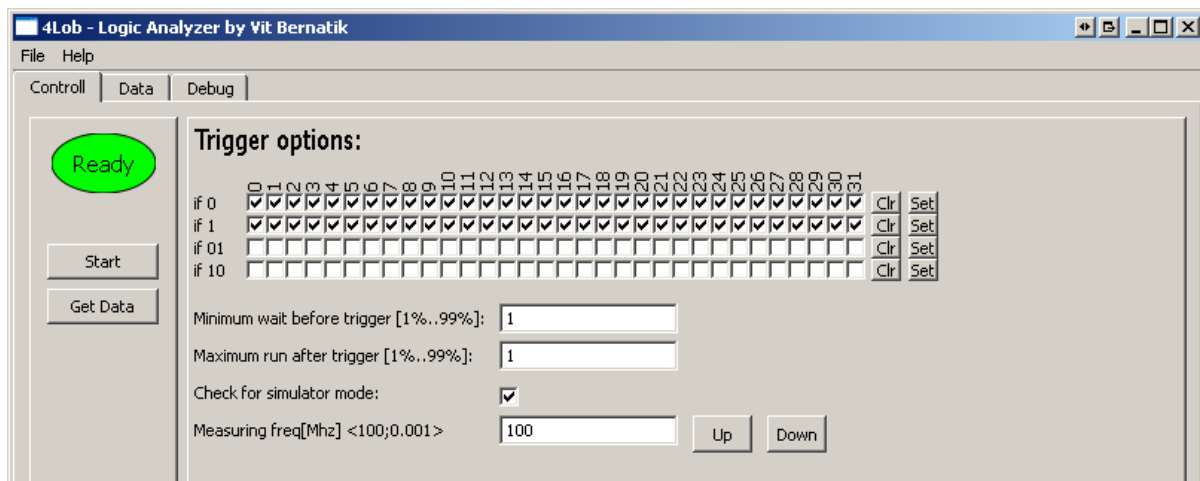 4Lob - Logic Analyzer by Vit Bernatik
File Help
Controll Data Debug
Ready
Start
Get Data
Trigger options:
0 1 2 3 4 5 6 7 8 9 10 11 12 13 14 15 16 17 18 19 20 21 22 23 24 25 26 27 28 29 30 31
if 0 Clr Set
if 1 Clr Set
if 01 Clr Set
if 10 Clr Set
Minimum wait before trigger [1%..99%]: 1
Maximum run after trigger [1%..99%]: 1
Check for simulator mode:
Measuring freq[Mhz] <100;0.001> 100 Up Down